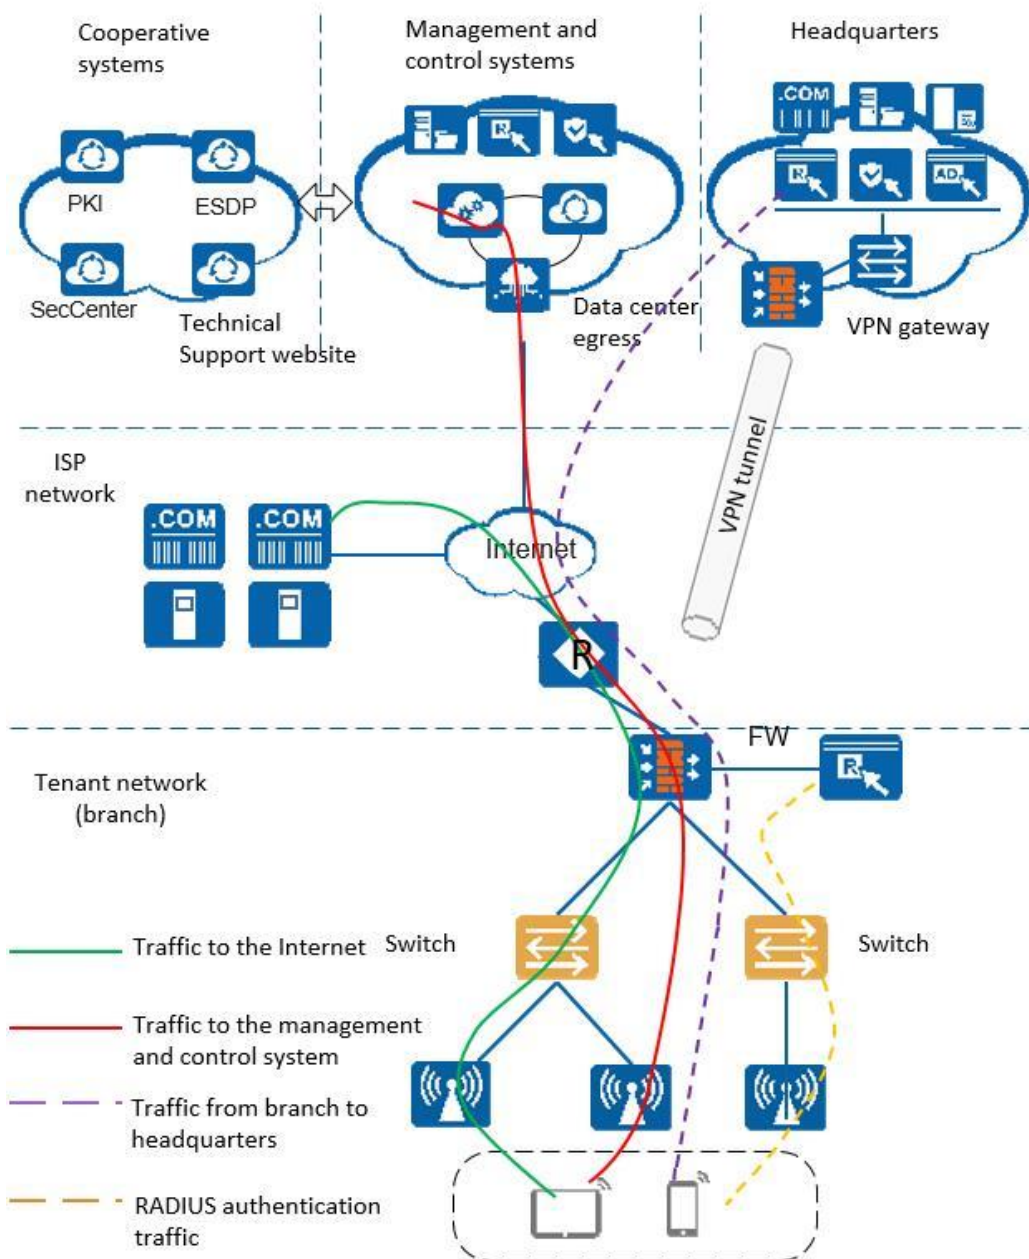 Cooperative
systems
Management and
control systems
Headquarters
.COM
R
R
AD
PKI
ESDP
SecCenter
Technical
Support website
Data center
egress
VPN gateway
VPN tunnel
ISP
network
.COM
.COM
Internet
R
FW
R
Tenant network
(branch)
Switch
Switch
Traffic to the Internet
Traffic to the management
and control system
Traffic from branch to
headquarters
RADIUS authentication
traffic